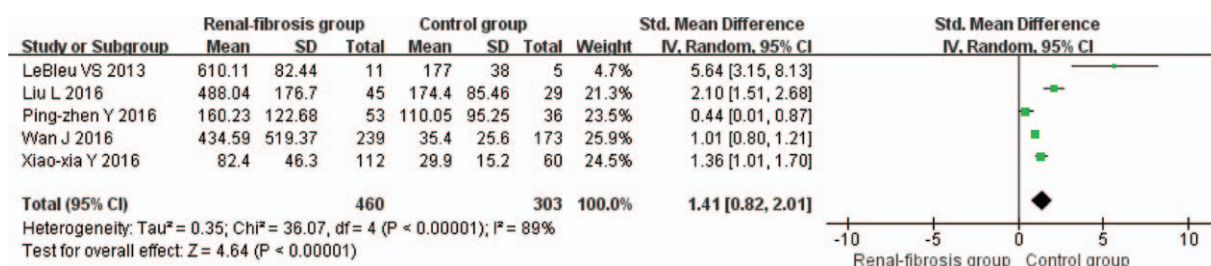 Renal-fibrosis group Control group Std. Mean Difference Std. Mean Difference
Study or Subgroup Mean SD Total Mean SD Total Weight IV, Random, 95% CI IV, Random, 95% CI
LeBleu VS 2013 610.11 82.44 11 177 38 5 4.7% 5.64 [3.15, 8.13]
Liu L 2016 488.04 176.7 45 174.4 85.46 29 21.3% 2.10 [1.51, 2.68]
Ping-zhen Y 2016 160.23 122.68 53 110.05 95.25 36 23.5% 0.44 [0.01, 0.87]
Wan J 2016 434.59 519.37 239 35.4 25.6 173 25.9% 1.01 [0.80, 1.21]
Xiao-xia Y 2016 82.4 46.3 112 29.9 15.2 60 24.5% 1.36 [1.01, 1.70]
Total (95% CI) 460 303 100.0% 1.41 [0.82, 2.01]
Heterogeneity: Tau² = 0.35; Chi² = 36.07, df = 4 (P < 0.00001); I² = 89%
Test for overall effect: Z = 4.64 (P < 0.00001)
-10 -5 0 5 10
Renal-fibrosis group Control group